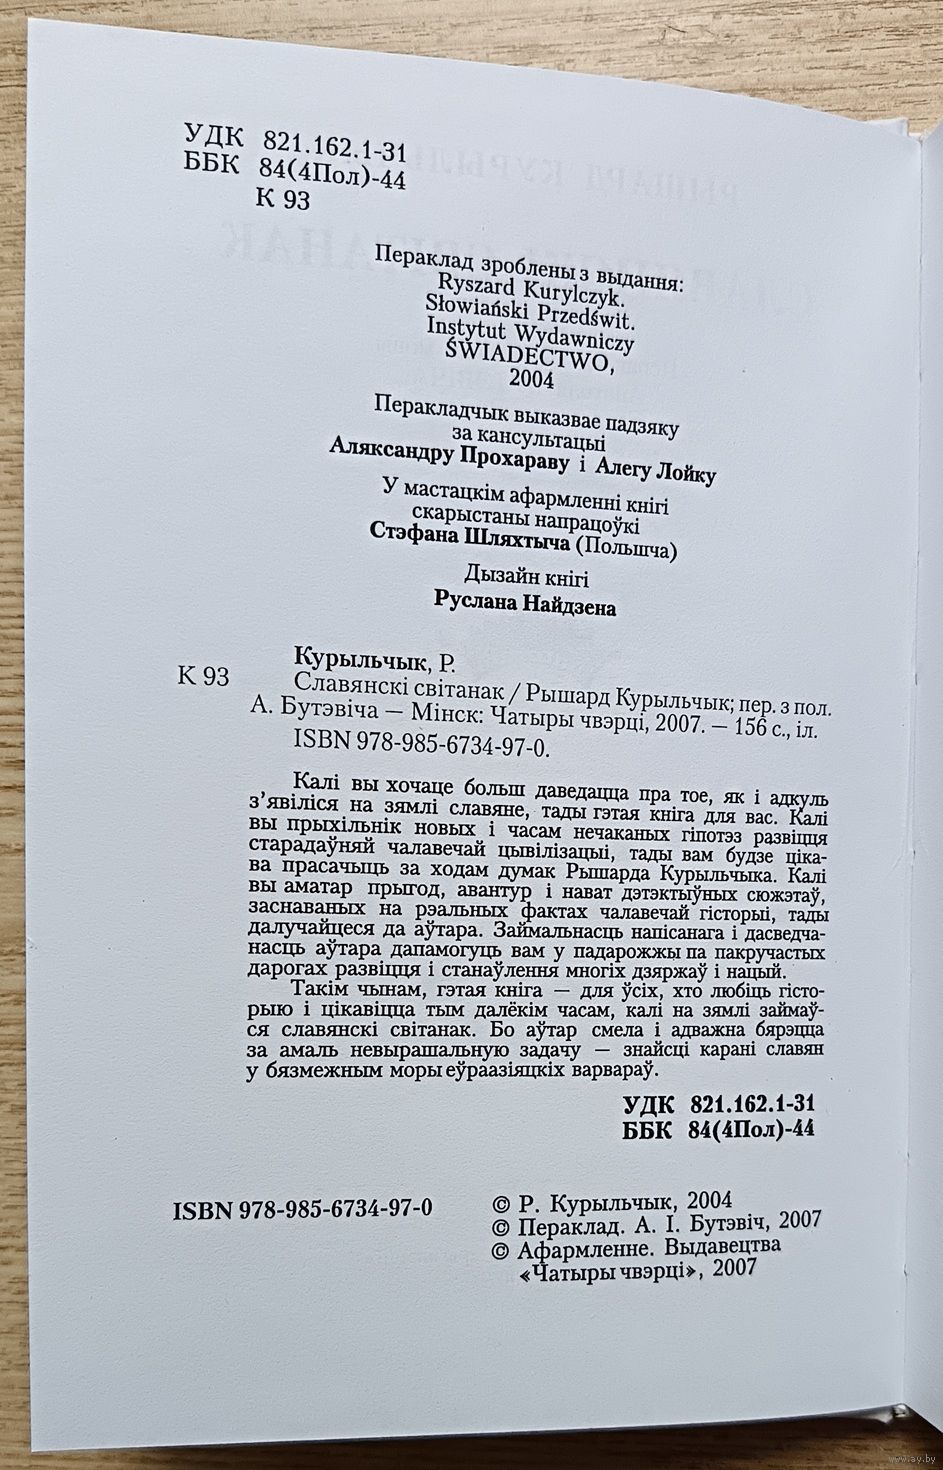 УДК 821.162.1-31
ББК 84(4Пол)-44
К 93
Пераклад зроблены з выдання:
Ryszard Kurylczyk.
Słowiański Przedświt.
Instytut Wydawniczy
ŚWIADECTWO,
2004
Перакладчык выказвае падзяку
за кансультацыі
Аляксандру Прохараву і Алегу Лойку
У мастацкім афармленні кнігі
скарыстаны напрацоўкі
Стэфана Шляхтыча (Польшча)
Дызайн кнігі
Руслана Найдзена
Курыльчык, Р.
К 93 Славянскі світанак / Рышард Курыльчык; пер. з пол.
А. Бутэвіча — Мінск: Чатыры чвэрці, 2007. — 156 с., іл.
ISBN 978-985-6734-97-0.
Калі вы хочаце больш даведацца пра тое, як і адкуль
з’явіліся на зямлі славяне, тады гэтая кніга для вас. Калі
вы прыхільнік новых і часам нечаканых гіпотэз развіцця
старадаўняй чалавечай цывілізацыі, тады вам будзе ціка-
ва прасачыць за ходам думак Рышарда Курыльчыка. Калі
вы аматар прыгод, авантур і нават дэтэктыўных сюжэтаў,
заснаваных на рэальных фактах чалавечай гісторыі, тады
далучайцеся да аўтара. Займальнасць напісанага і дасведча-
насць аўтара дапамогуць вам у падарожжы па пакручастых
дарогах развіцця і станаўлення многіх дзяржаў і нацый.
Такім чынам, гэтая кніга — для ўсіх, хто любіць гісто-
рыю і цікавіцца тым далёкім часам, калі на зямлі займаў-
ся славянскі світанак. Бо аўтар смела і адважна бярэцца
за амаль невырашальную задачу — знайсці карані славян
у бязмежным моры еўраазіяцкіх варвараў.
УДК 821.162.1-31
ББК 84(4Пол)-44
ISBN 978-985-6734-97-0
© Р. Курыльчык, 2004
© Пераклад. А. І. Бутэвіч, 2007
© Афармленне. Выдавецтва
«Чатыры чвэрці», 2007
www.ay.by